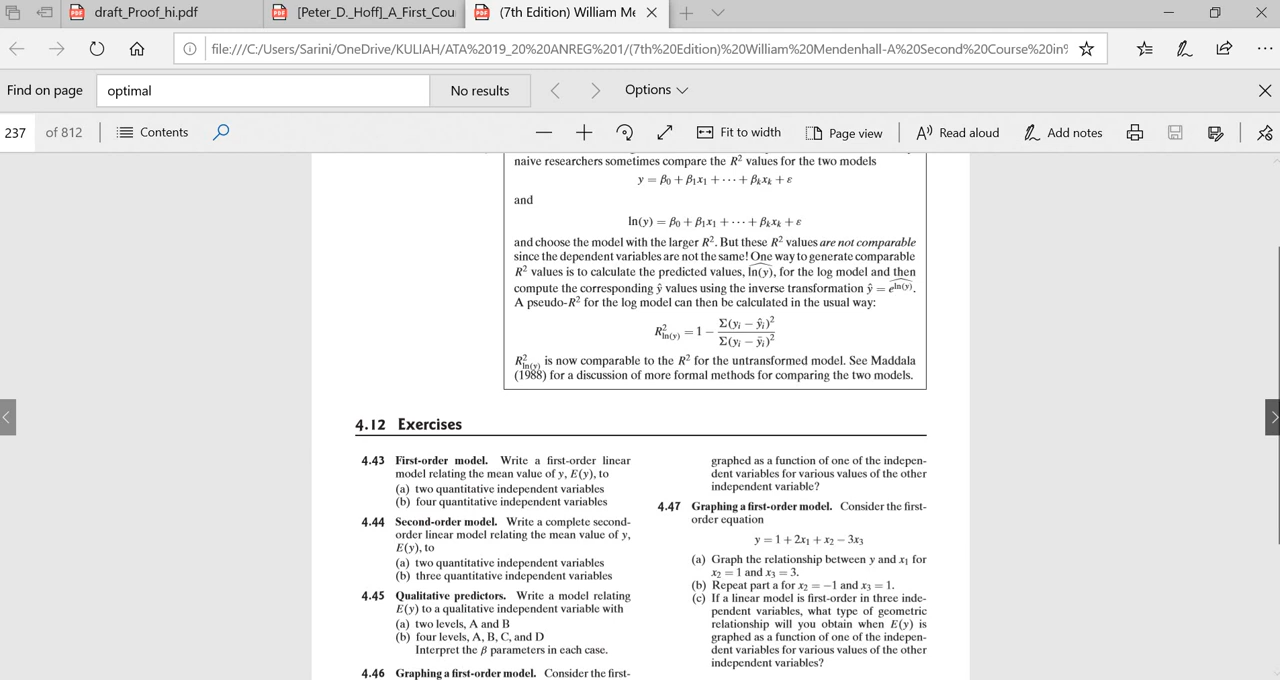 draft_Proof_hi.pdf
[Peter_D._Hoff]_A_First_Cou
(7th Edition) William Me
file:///C:/Users/Sarini/OneDrive/KULIAH/ATA%2019_20%20ANREG%201/(7th%20Edition)%20William%20Mendenhall-A%20Second%20Course%20in%
Find on page
optimal
No results
Options
237
of 812
Contents
Fit to width
Page view
Read aloud
Add notes
naive researchers sometimes compare the R² values for the two models
y = β₀ + β₁x₁ + ··· + βₖxₖ + ε
and
ln(y) = β₀ + β₁x₁ + ··· + βₖxₖ + ε
and choose the model with the larger R². But these R² values are not comparable
since the dependent variables are not the same! One way to generate comparable
R² values is to calculate the predicted values, \widehat{ln(y)}, for the log model and then
compute the corresponding ŷ values using the inverse transformation ŷ = e^{\widehat{ln(y)}}.
A pseudo-R² for the log model can then be calculated in the usual way:
R²_{ln(y)} = 1 − Σ(yᵢ − ŷᵢ)² / Σ(yᵢ − ȳᵢ)²
R²_{ln(y)} is now comparable to the R² for the untransformed model. See Maddala
(1988) for a discussion of more formal methods for comparing the two models.
4.12 Exercises
4.43 First-order model. Write a first-order linear
model relating the mean value of y, E(y), to
(a) two quantitative independent variables
(b) four quantitative independent variables
4.44 Second-order model. Write a complete second-
order linear model relating the mean value of y,
E(y), to
(a) two quantitative independent variables
(b) three quantitative independent variables
4.45 Qualitative predictors. Write a model relating
E(y) to a qualitative independent variable with
(a) two levels, A and B
(b) four levels, A, B, C, and D
Interpret the β parameters in each case.
4.46 Graphing a first-order model. Consider the first-
graphed as a function of one of the indepen-
dent variables for various values of the other
independent variable?
4.47 Graphing a first-order model. Consider the first-
order equation
y = 1 + 2x₁ + x₂ − 3x₃
(a) Graph the relationship between y and x₁ for
x₂ = 1 and x₃ = 3.
(b) Repeat part a for x₂ = −1 and x₃ = 1.
(c) If a linear model is first-order in three inde-
pendent variables, what type of geometric
relationship will you obtain when E(y) is
graphed as a function of one of the indepen-
dent variables for various values of the other
independent variables?